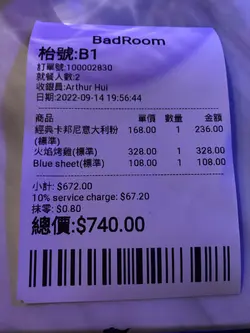 BadRoom
枱號:B1
訂單號:100002830
就餐人數:2
收銀員:Arthur Hui
日期:2022-09-14 19:56:44
商品 單價 數量 金額
經典卡邦尼意大利粉(標準) 168.00 1 236.00
火焰烤雞(標準) 328.00 1 328.00
Blue sheet(標準) 108.00 1 108.00
小計: $672.00
10% service charge: $67.20
抹零: $0.80
總價:$740.00